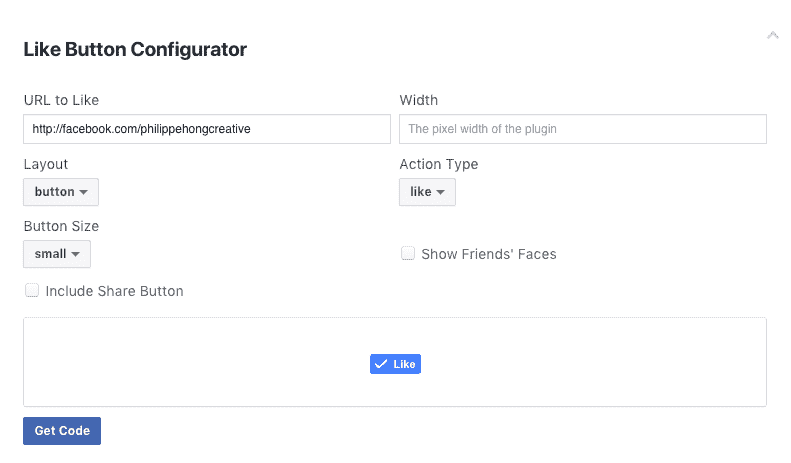 Like Button Configurator
URL to Like
Width
http://facebook.com/philippehongcreative
The pixel width of the plugin
Layout
Action Type
button
like
Button Size
small
Show Friends' Faces
Include Share Button
Like
Get Code